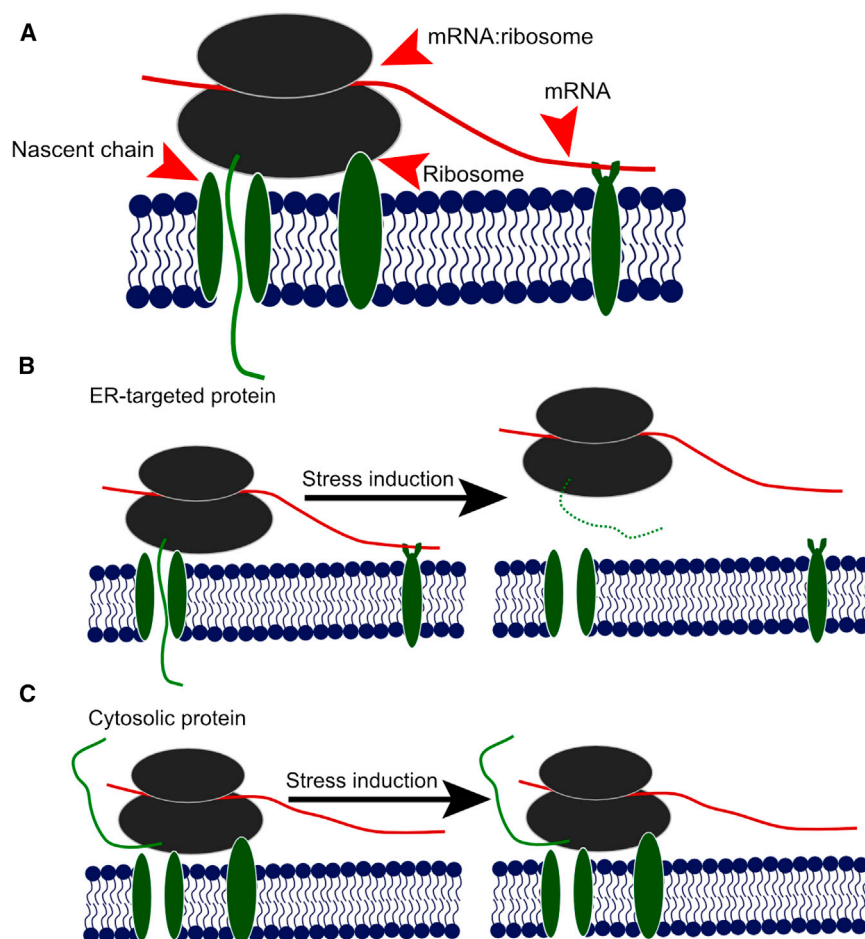 A
mRNA:ribosome
mRNA
Nascent chain
Ribosome
B
ER-targeted protein
Stress induction
C
Cytosolic protein
Stress induction